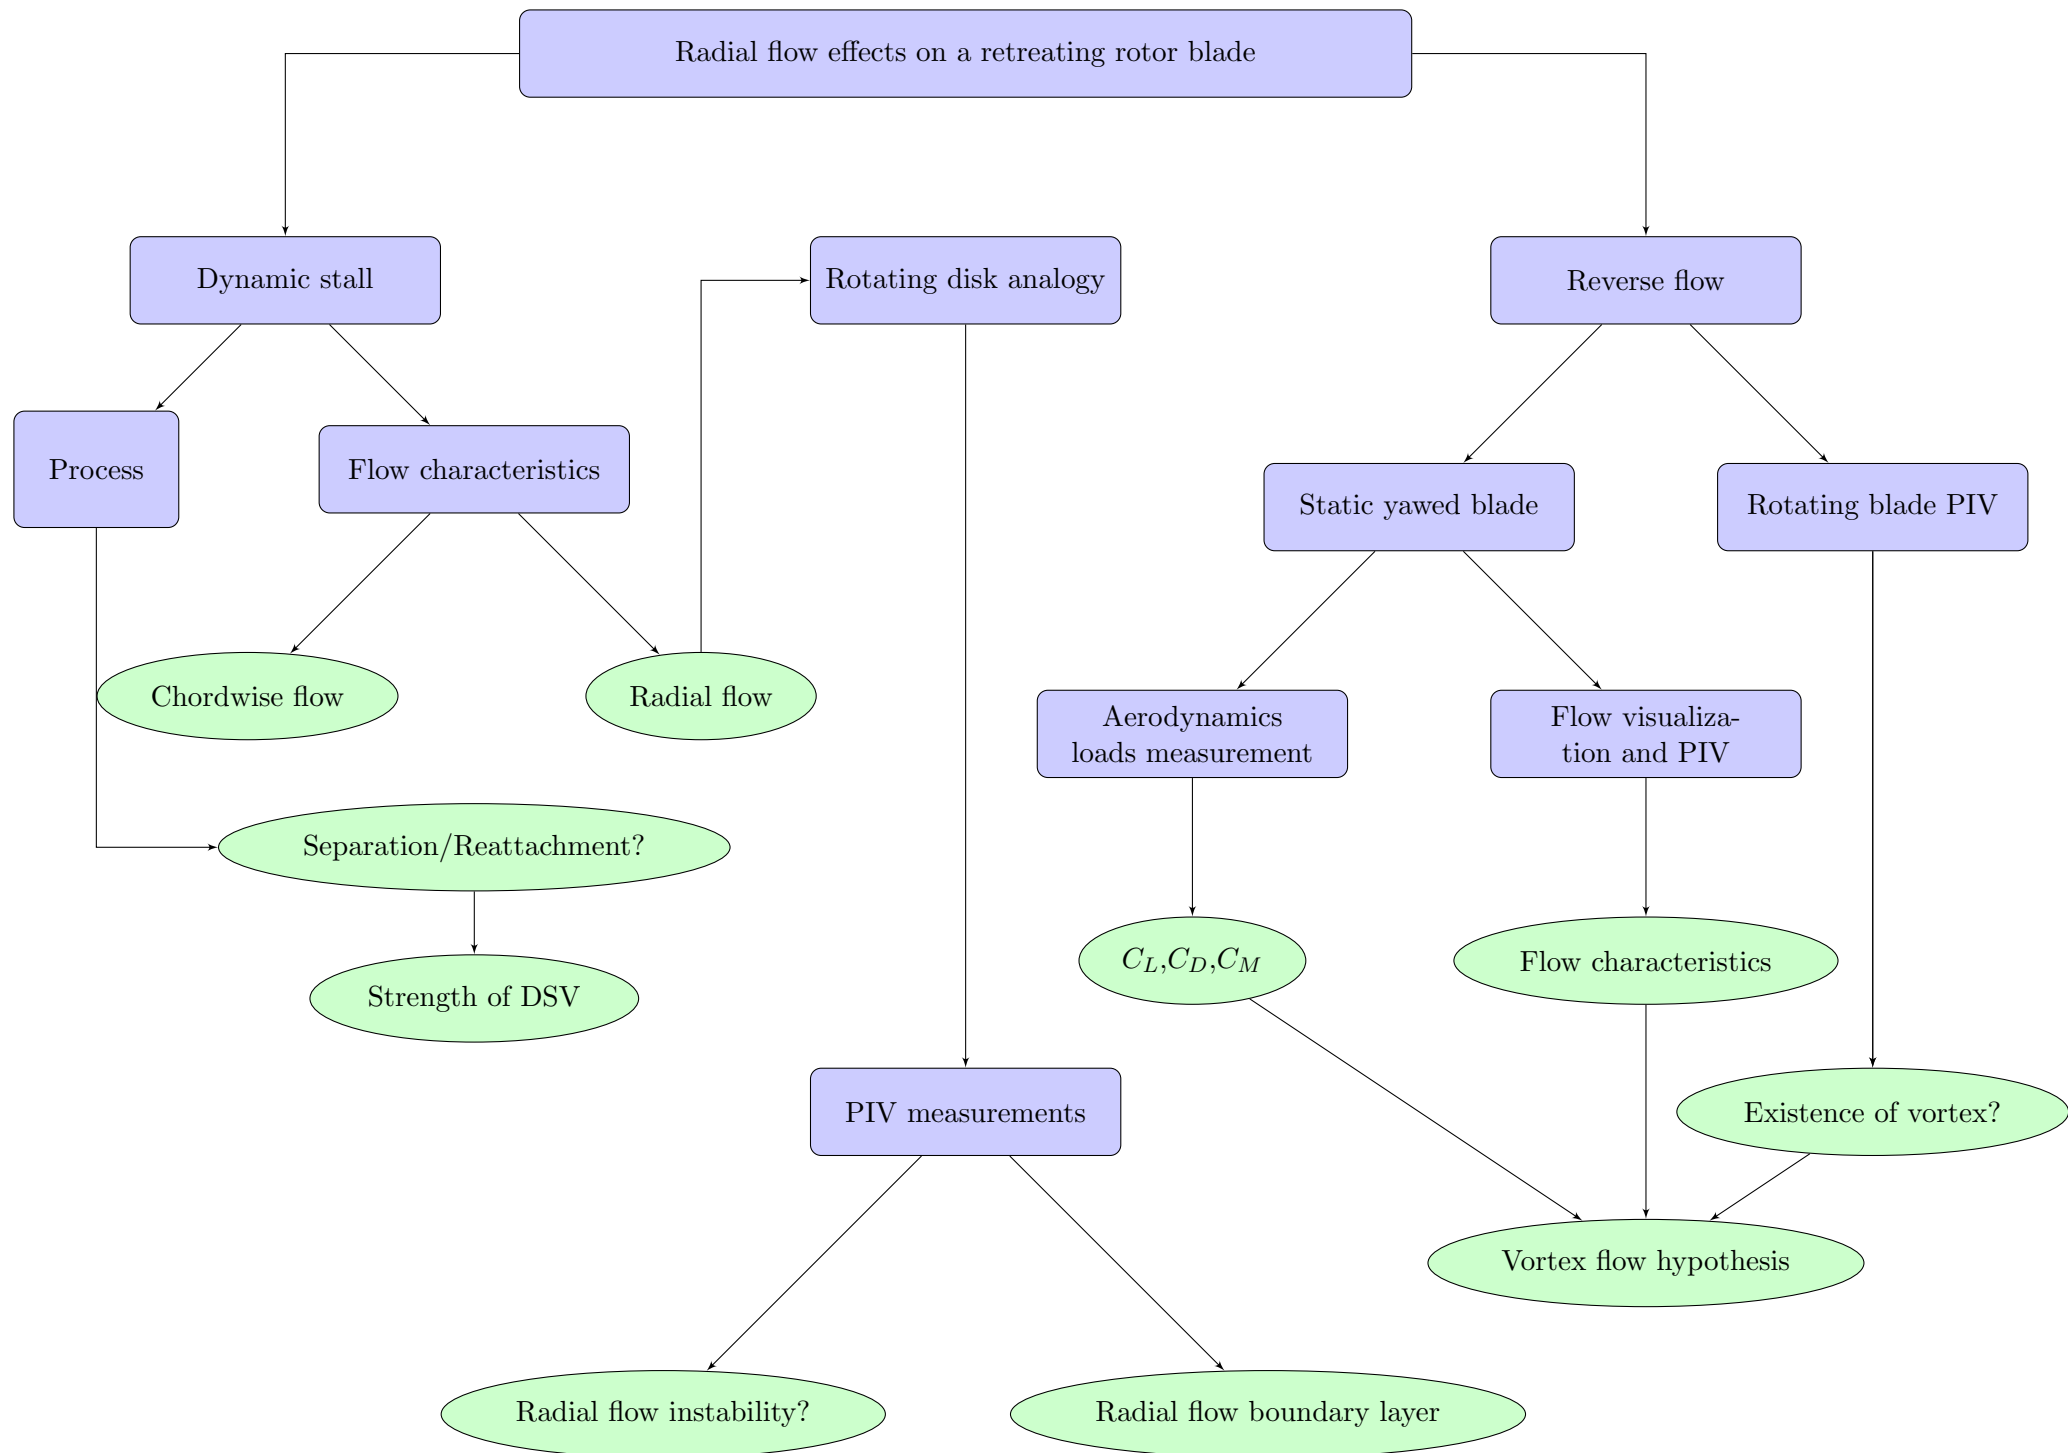 Radial flow effects on a retreating rotor blade
Dynamic stall
Rotating disk analogy
Reverse flow
Process
Flow characteristics
Static yawed blade
Rotating blade PIV
Chordwise flow
Radial flow
Aerodynamics
loads measurement
Flow visualiza-
tion and PIV
Separation/Reattachment?
C_L,C_D,C_M
Flow characteristics
Strength of DSV
PIV measurements
Existence of vortex?
Vortex flow hypothesis
Radial flow instability?
Radial flow boundary layer